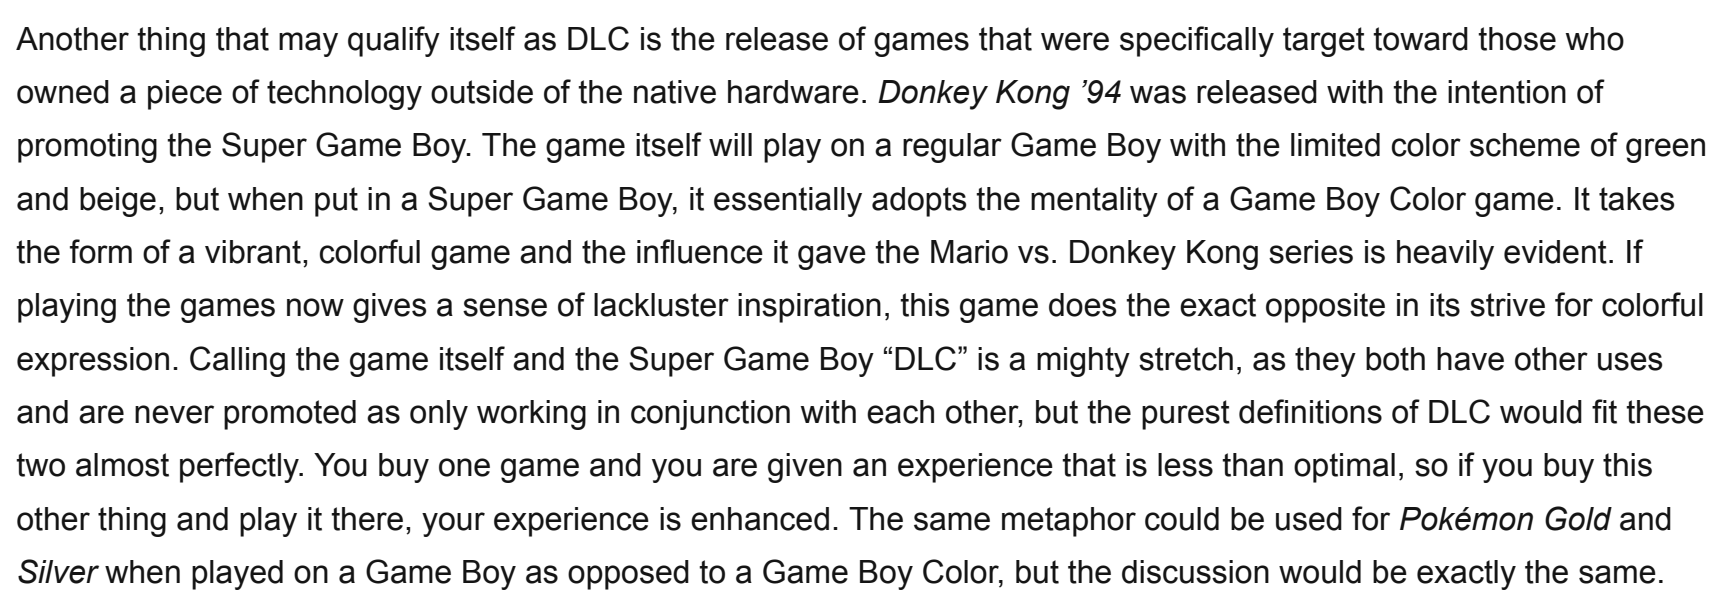 Another thing that may qualify itself as DLC is the release of games that were specifically target toward those who
owned a piece of technology outside of the native hardware. Donkey Kong ’94 was released with the intention of
promoting the Super Game Boy. The game itself will play on a regular Game Boy with the limited color scheme of green
and beige, but when put in a Super Game Boy, it essentially adopts the mentality of a Game Boy Color game. It takes
the form of a vibrant, colorful game and the influence it gave the Mario vs. Donkey Kong series is heavily evident. If
playing the games now gives a sense of lackluster inspiration, this game does the exact opposite in its strive for colorful
expression. Calling the game itself and the Super Game Boy “DLC” is a mighty stretch, as they both have other uses
and are never promoted as only working in conjunction with each other, but the purest definitions of DLC would fit these
two almost perfectly. You buy one game and you are given an experience that is less than optimal, so if you buy this
other thing and play it there, your experience is enhanced. The same metaphor could be used for Pokémon Gold and
Silver when played on a Game Boy as opposed to a Game Boy Color, but the discussion would be exactly the same.